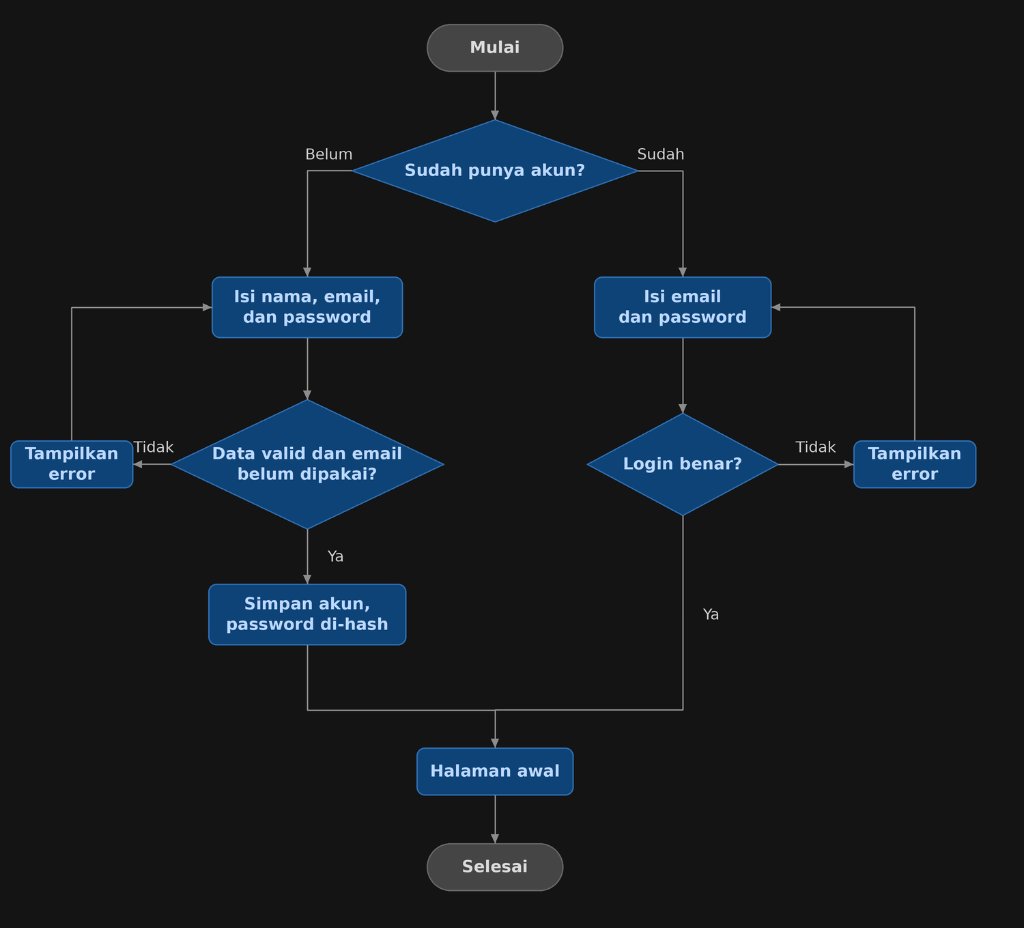 Mulai
Belum
Sudah
Sudah punya akun?
Isi nama, email,
dan password
Isi email
dan password
Tampilkan
error
Tidak
Data valid dan email
belum dipakai?
Login benar?
Tidak
Tampilkan
error
Ya
Simpan akun,
password di-hash
Ya
Halaman awal
Selesai